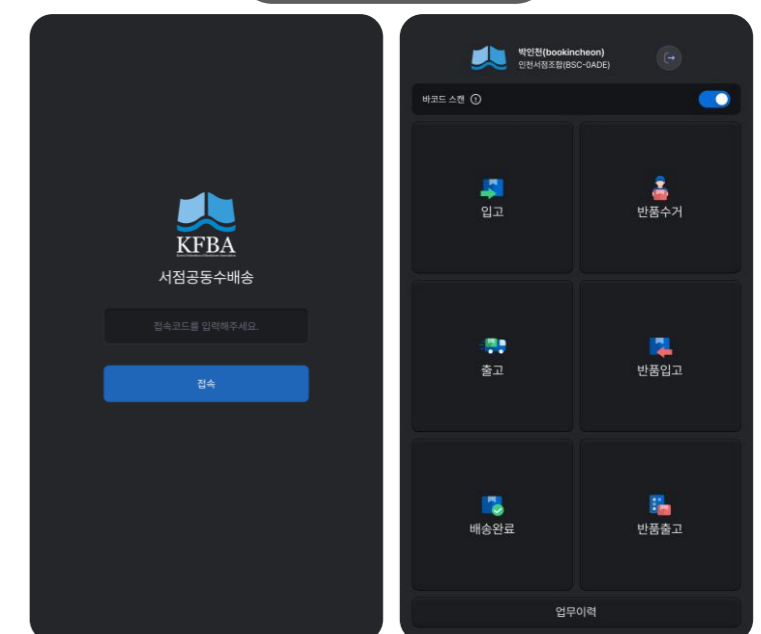 KFBA
서점공동수배송
접속코드를 입력해주세요.
접속
박인천(bookincheon)
인천서점조합(BSC-0ADE)
바코드 스캔
입고
반품수거
출고
반품입고
배송완료
반품출고
업무이력